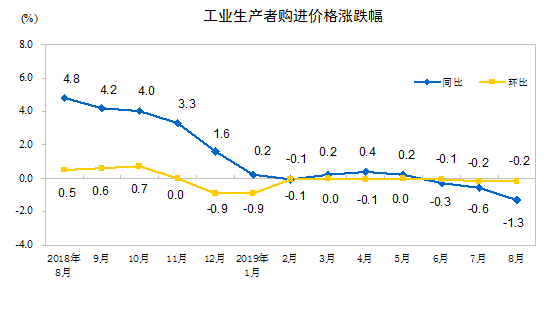 工业生产者购进价格涨跌幅
(%)
8.0
6.0
4.0
2.0
0.0
-2.0
-4.0
同比
环比
4.8
4.2
4.0
3.3
1.6
0.2
-0.1
0.2
0.4
0.2
-0.1
-0.2
-0.2
0.5
0.6
0.7
0.0
-0.9
-0.9
-0.1
0.0
-0.1
0.0
-0.3
-0.6
-1.3
2018年
8月
9月
10月
11月
12月
2019年
1月
2月
3月
4月
5月
6月
7月
8月